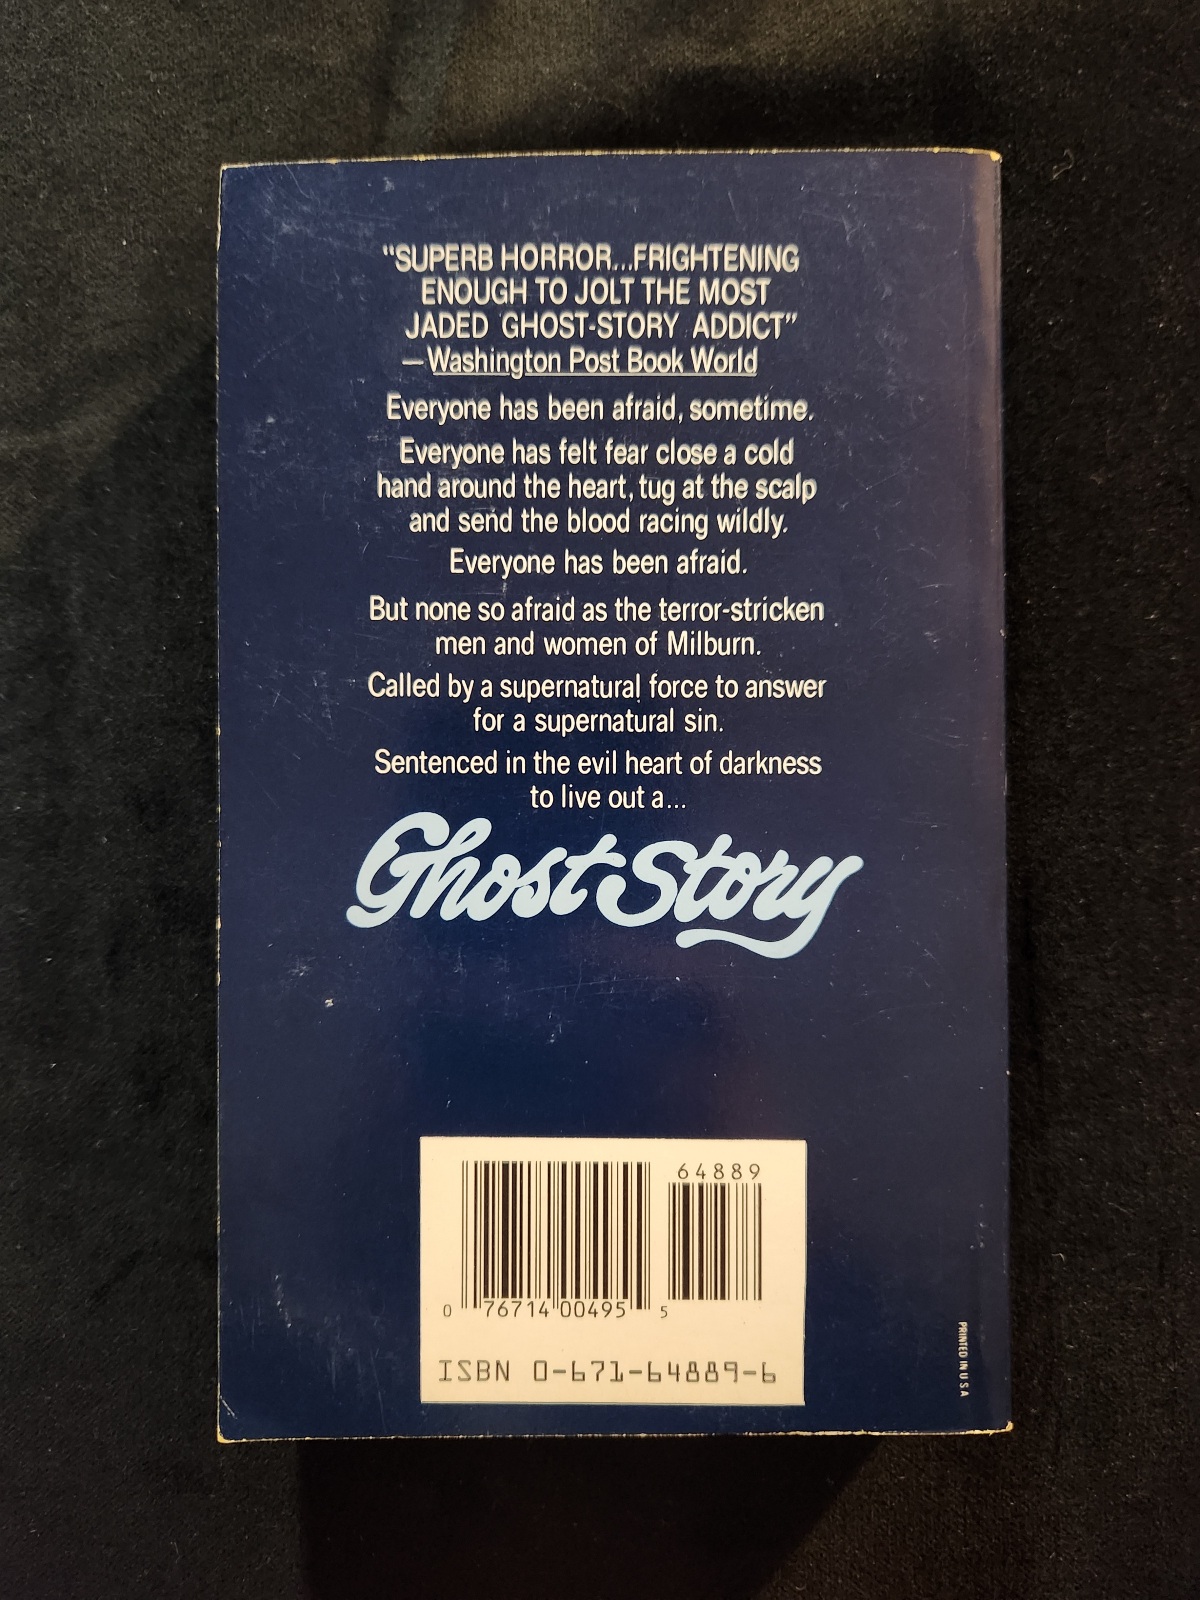 "SUPERB HORROR...FRIGHTENING
ENOUGH TO JOLT THE MOST
JADED GHOST-STORY ADDICT"
—Washington Post Book World
Everyone has been afraid, sometime.
Everyone has felt fear close a cold
hand around the heart, tug at the scalp
and send the blood racing wildly.
Everyone has been afraid.
But none so afraid as the terror-stricken
men and women of Milburn.
Called by a supernatural force to answer
for a supernatural sin.
Sentenced in the evil heart of darkness
to live out a...
Ghost Story
64889
0 76714 00495 5
ISBN 0-671-64889-6
PRINTED IN U S A